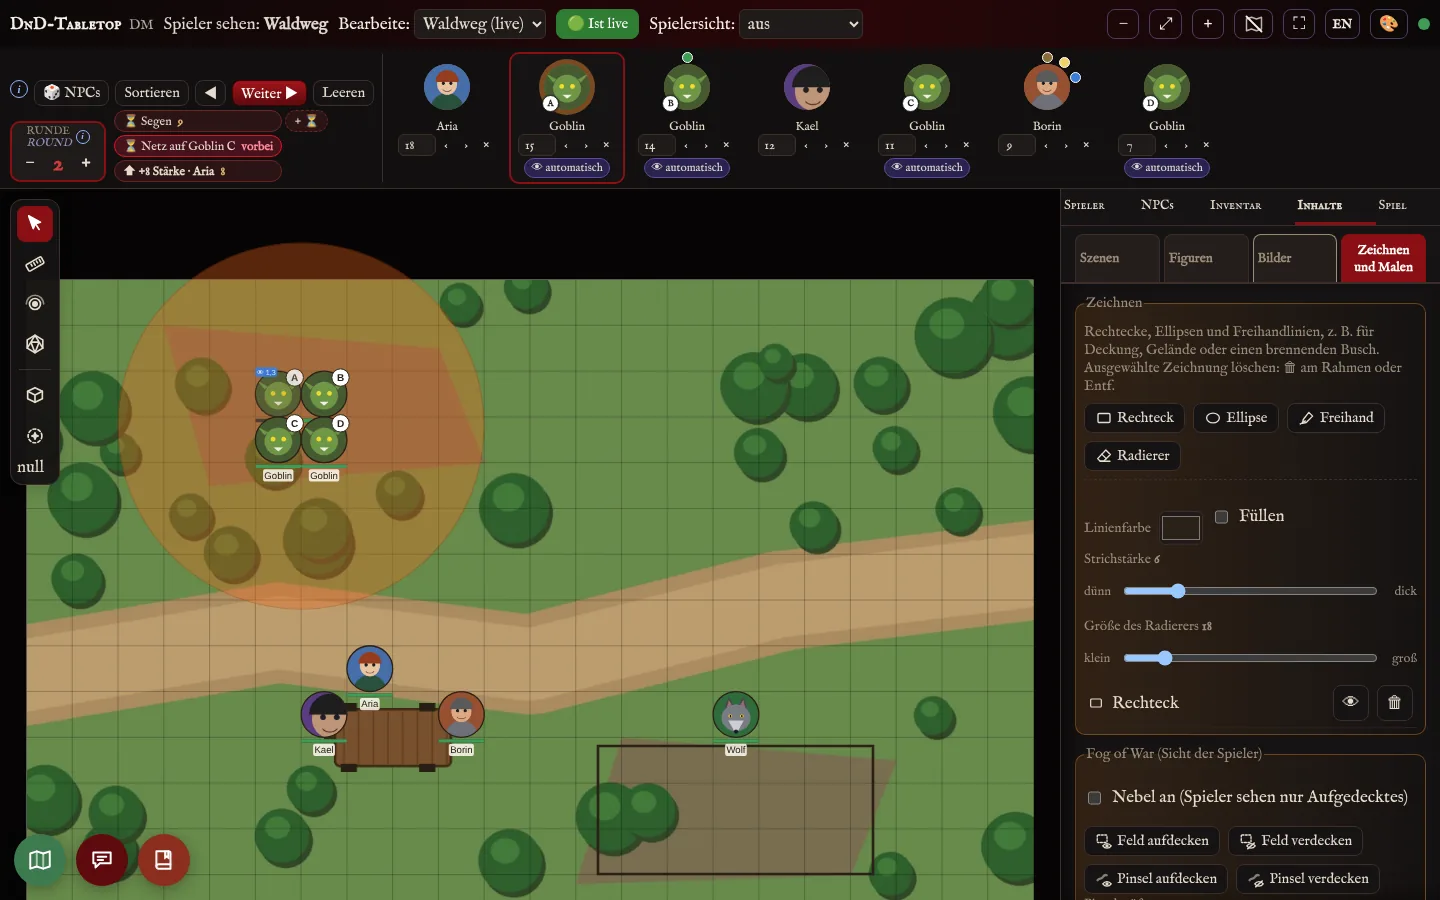 DnD-Tabletop DM Spieler sehen: Waldweg Bearbeite: Waldweg (live) Ist live Spielersicht: aus EN
NPCs Sortieren Weiter Leeren
RUNDE
ROUND
2
Segen 9
Netz auf Goblin C vorbei
+8 Stärke · Aria 8
Aria
18
A
Goblin
15
automatisch
B
Goblin
14
automatisch
Kael
12
C
Goblin
11
automatisch
Borin
9
D
Goblin
7
automatisch
null
1,3
A B
C D
Goblin Goblin
Aria
Kael Borin
Wolf
Spieler NPCs Inventar Inhalte Spiel
Szenen Figuren Bilder Zeichnen
und Malen
Zeichnen
Rechtecke, Ellipsen und Freihandlinien, z. B. für
Deckung, Gelände oder einen brennenden Busch.
Ausgewählte Zeichnung löschen: 🗑 am Rahmen oder
Entf.
Rechteck Ellipse Freihand
Radierer
Linienfarbe Füllen
Strichstärke 6
dünn dick
Größe des Radierers 18
klein groß
Rechteck
Fog of War (Sicht der Spieler)
Nebel an (Spieler sehen nur Aufgedecktes)
Feld aufdecken Feld verdecken
Pinsel aufdecken Pinsel verdecken